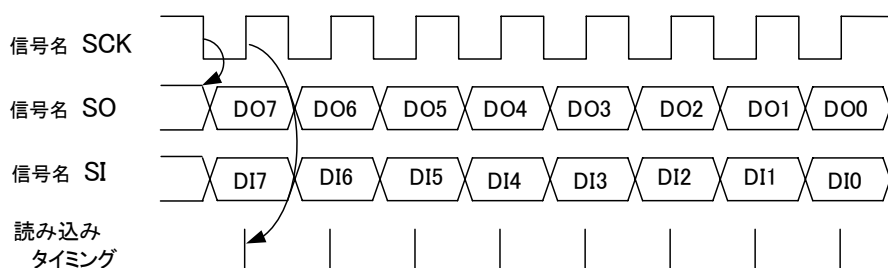 信号名 SCK
信号名 SO
DO7 DO6 DO5 DO4 DO3 DO2 DO1 DO0
信号名 SI
DI7 DI6 DI5 DI4 DI3 DI2 DI1 DI0
読み込み
タイミング